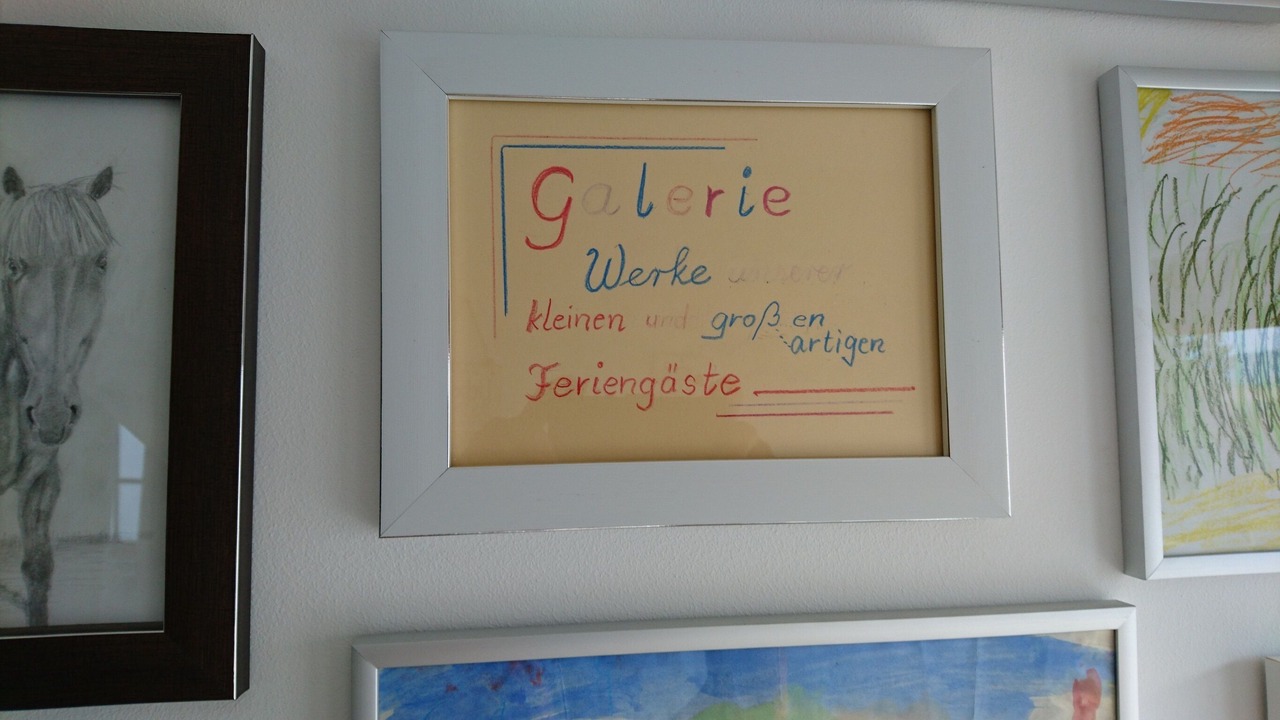 Galerie
Werke unserer
kleinen und großen
artigen
Feriengäste